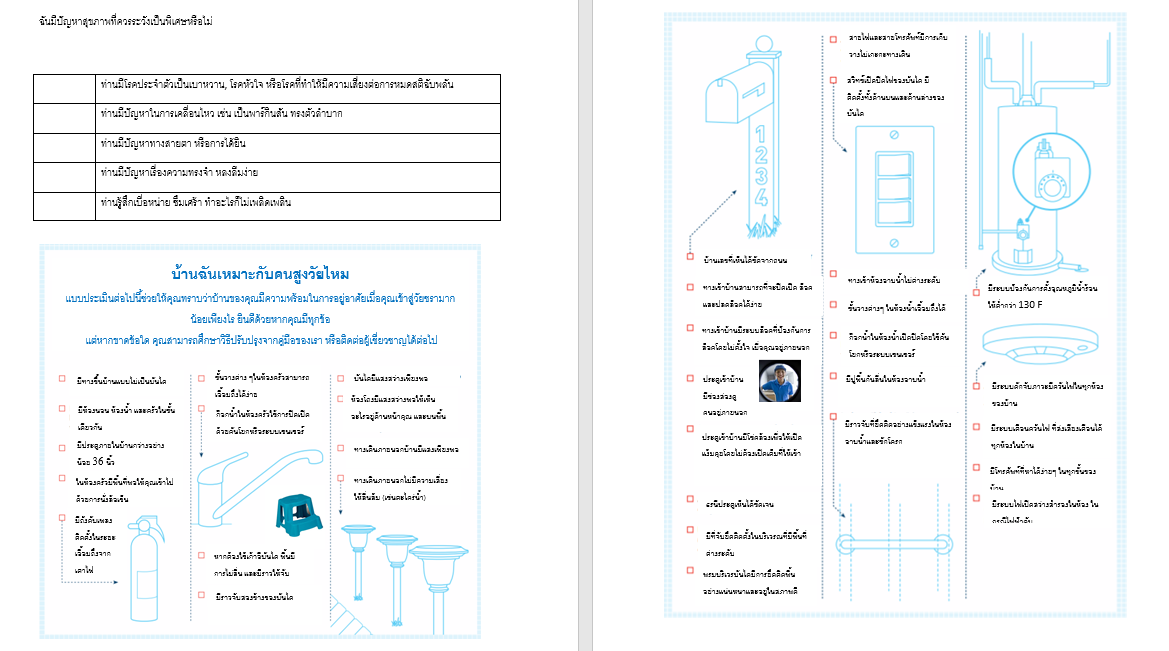 ฉันมีปัญหาสุขภาพที่ควรระวังเป็นพิเศษหรือไม่
ท่านมีโรคประจำตัวเป็นเบาหวาน, โรคหัวใจ หรือโรคที่ทำให้มีความเสี่ยงต่อการหมดสติฉับพลัน
ท่านมีปัญหาในการเคลื่อนไหว เช่น เป็นพาร์กินสัน ทรงตัวลำบาก
ท่านมีปัญหาทางสายตา หรือการได้ยิน
ท่านมีปัญหาเรื่องความทรงจำ หลงลืมง่าย
ท่านรู้สึกเบื่อหน่าย ซึมเศร้า ทำอะไรก็ไม่เพลิดเพลิน
บ้านฉันเหมาะกับคนสูงวัยไหม
แบบประเมินต่อไปนี้ช่วยให้คุณทราบว่าบ้านของคุณมีความพร้อมในการอยู่อาศัยเมื่อคุณเข้าสู่วัยชรามาก
น้อยเพียงไร ยินดีด้วยหากคุณมีทุกข้อ
แต่หากขาดข้อใด คุณสามารถศึกษาวิธีปรับปรุงจากคู่มือของเรา หรือติดต่อผู้เชี่ยวชาญได้ต่อไป
มีทางขึ้นบ้านแบบไม่เป็นบันได
มีห้องนอน ห้องน้ำ และครัวในชั้น
เดียวกัน
มีประตูภายในบ้านกว้างอย่าง
น้อย 36 นิ้ว
ในห้องครัวมีพื้นที่พอให้คุณเข้าไป
ด้วยการนั่งล้อเข็น
มีถังดับเพลง
ติดตั้งในระยะ
เอื้อมถึงจาก
เตาไฟ
ชั้นวางต่าง ๆในห้องครัวสามารถ
เอื้อมถึงได้ง่าย
ก๊อกน้ำในห้องครัวใช้การปิดเปิด
ด้วยคันโยกหรือระบบเซนเซอร์
หากต้องใช้เก้าอี้บันได พื้นมี
การไม่ลื่น และมีราวให้จับ
มีราวจับสองข้างของบันได
บันไดมีแสงสว่างเพียงพอ
ห้องโถงมีแสงสว่างพอให้เห็น
อะไรอยู่ด้านหน้าคุณ และบนพื้น
ทางเดินภายนอกบ้านมีแสงเพียงพอ
ทางเดินภายนอกไม่มีความเสี่ยง
ให้ลื่นล้ม (เช่นตะไคร่น้ำ)
1
2
3
4
บ้านเลขที่เห็นได้ชัดจากถนน
ทางเข้าบ้านสามารถที่จะปิดเปิด ล็อค
และปลดล็อคได้ง่าย
ทางเข้าบ้านมีระบบล็อคที่ป้องกันการ
ล็อคโดยไม่ตั้งใจ เมื่อคุณอยู่ภายนอก
ประตูเข้าบ้าน
มีช่องส่องดู
คนอยู่ภายนอก
ประตูเข้าบ้านมีโซ่คล้องเพื่อให้เปิด
แง้มคุยโดยไม่ต้องเปิดเต็มที่ให้เข้า
ธรณีประตูเห็นได้ชัดเจน
มีที่จับยึดติดตั้งในบริเวณที่มีพื้นที่
ต่างระดับ
พรมบริเวณบันไดมีการยึดติดพื้น
อย่างแน่นหนาและอยู่ในสภาพดี
สายไฟและสายโทรศัพท์มีการเก็บ
วางไม่เกะกะทางเดิน
สวิทช์เปิดปิดไฟของบันได มี
ติดตั้งทั้งด้านบนและด้านล่างของ
บันได
ทางเข้าห้องอาบน้ำไม่ต่างระดับ
ชั้นวางต่างๆ ในห้องน้ำเอื้อมถึงได้
ก๊อกน้ำในห้องน้ำเปิดปิดโดยใช้คัน
โยกหรือระบบเซนเซอร์
มีปูพื้นกันลื่นในห้องอาบน้ำ
มีราวจับที่ยึดติดอย่างแข็งแรงในห้อง
อาบน้ำและชักโครก
มีระบบป้องกันการตั้งอุณหภูมิน้ำร้อน
ให้ต่ำกว่า 130 F
มีระบบดักจับภาวะมีควันไฟในทุกห้อง
ของบ้าน
มีระบบเตือนควันไฟ ที่ส่งเสียงเตือนได้
ทุกห้องในบ้าน
มีโทรศัพท์ที่หาได้ง่ายๆ ในทุกชั้นของ
บ้าน
มีระบบไฟเปิดสว่างสำรองในห้อง ใน
กรณีไฟฟ้าดับ